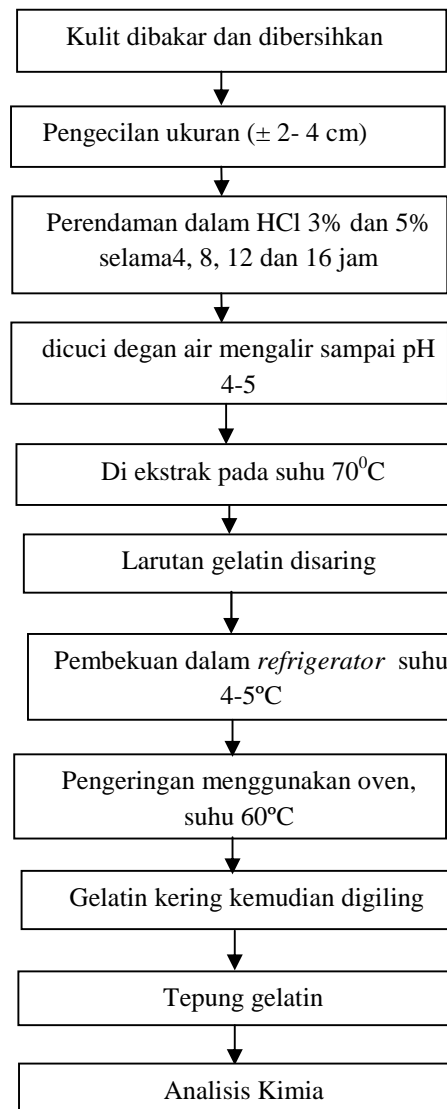 Kulit dibakar dan dibersihkan
Pengecilan ukuran (± 2- 4 cm)
Perendaman dalam HCl 3% dan 5%
selama4, 8, 12 dan 16 jam
dicuci degan air mengalir sampai pH
4-5
Di ekstrak pada suhu 70⁰C
Larutan gelatin disaring
Pembekuan dalam refrigerator suhu
4-5ºC
Pengeringan menggunakan oven,
suhu 60ºC
Gelatin kering kemudian digiling
Tepung gelatin
Analisis Kimia